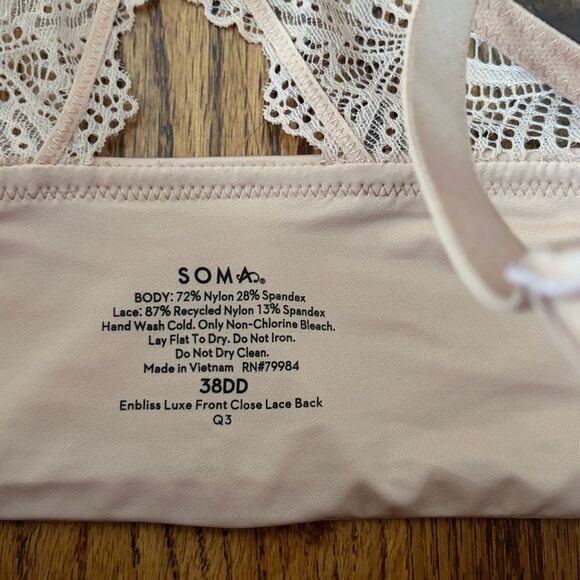 SOMA®
BODY: 72% Nylon 28% Spandex
Lace: 87% Recycled Nylon 13% Spandex
Hand Wash Cold. Only Non-Chlorine Bleach.
Lay Flat To Dry. Do Not Iron.
Do Not Dry Clean.
Made in Vietnam RN#79984
38DD
Enbliss Luxe Front Close Lace Back
Q3